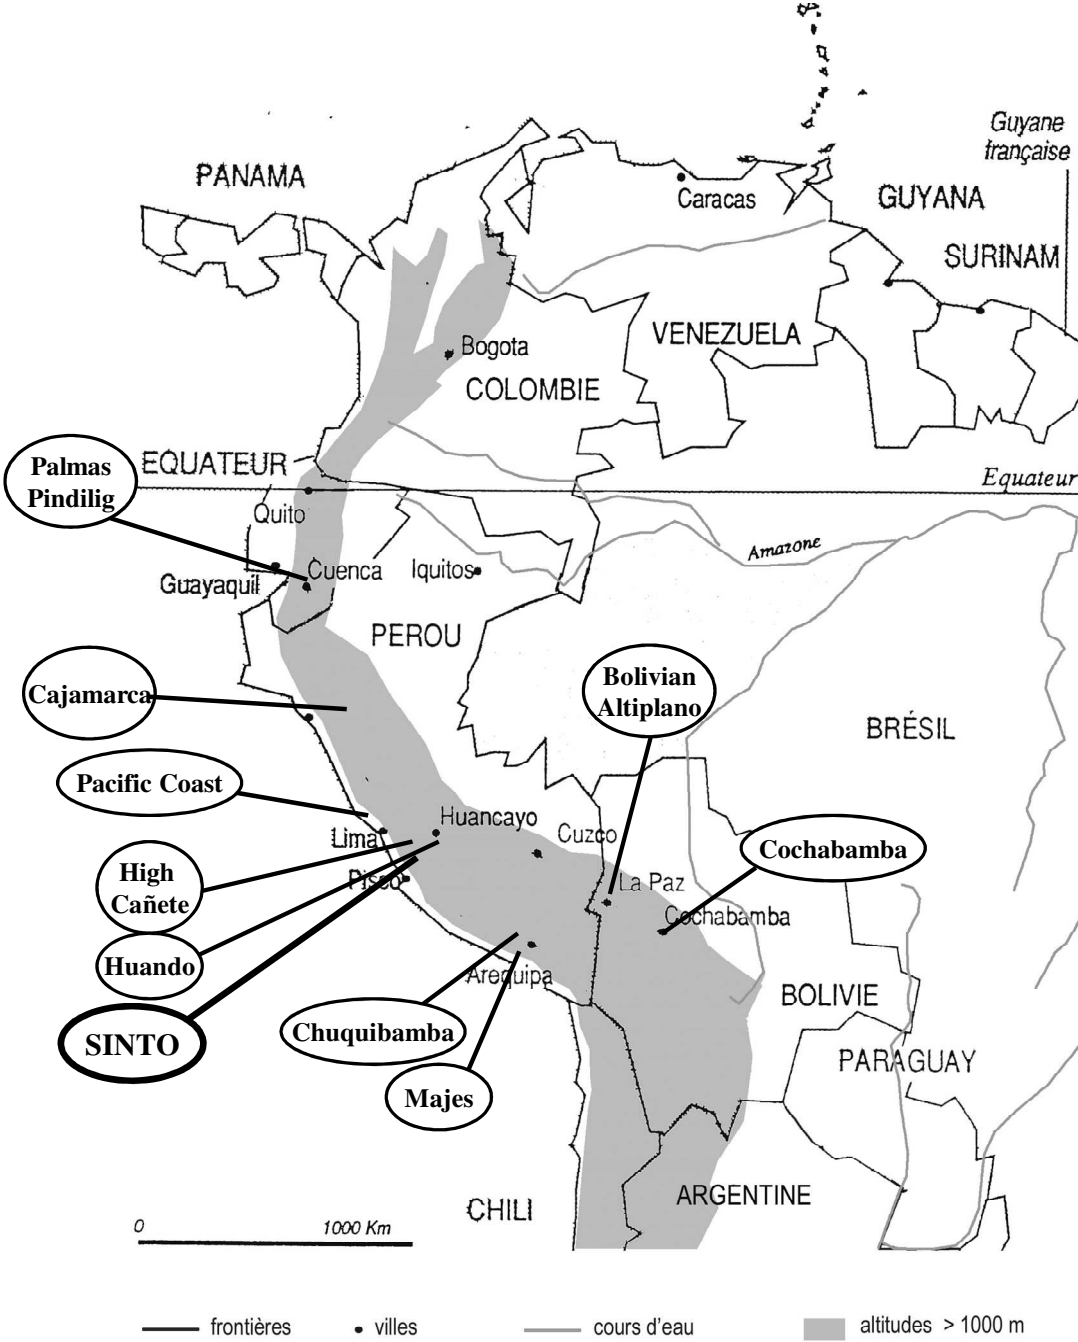 Guyane
française
PANAMA
Caracas
GUYANA
SURINAM
VENEZUELA
Bogota
COLOMBIE
Palmas
Pindilig
EQUATEUR
Equateur
Quito
Amazone
Cuenca
Iquitos
Guayaquil
PEROU
Bolivian
Altiplano
Cajamarca
BRÉSIL
Pacific Coast
Huancayo
Lima
Cuzco
Cochabamba
High
Cañete
Pisco
La Paz
Cochabamba
Huando
Arequipa
BOLIVIE
SINTO
Chuquibamba
PARAGUAY
Majes
ARGENTINE
CHILI
0
1000 Km
frontières
villes
cours d'eau
altitudes > 1000 m